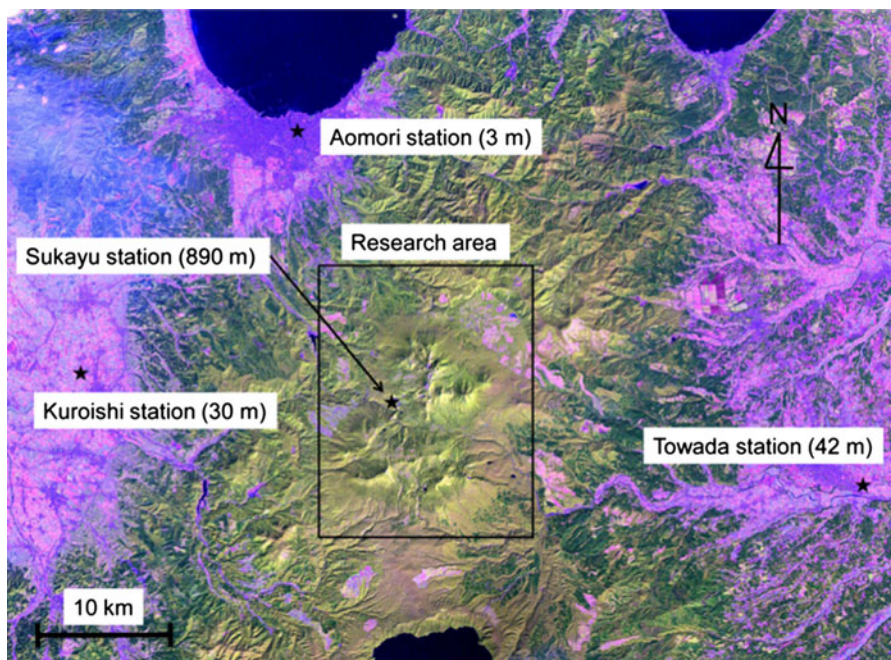 N
Aomori station (3 m)
Research area
Sukayu station (890 m)
Kuroishi station (30 m)
Towada station (42 m)
10 km